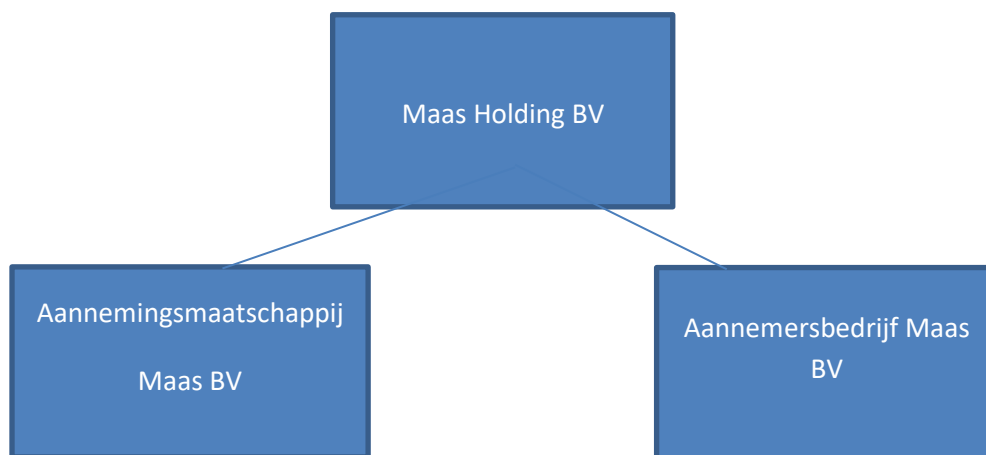 Maas Holding BV
Aannemingsmaatschappij
Maas BV
Aannemersbedrijf Maas
BV